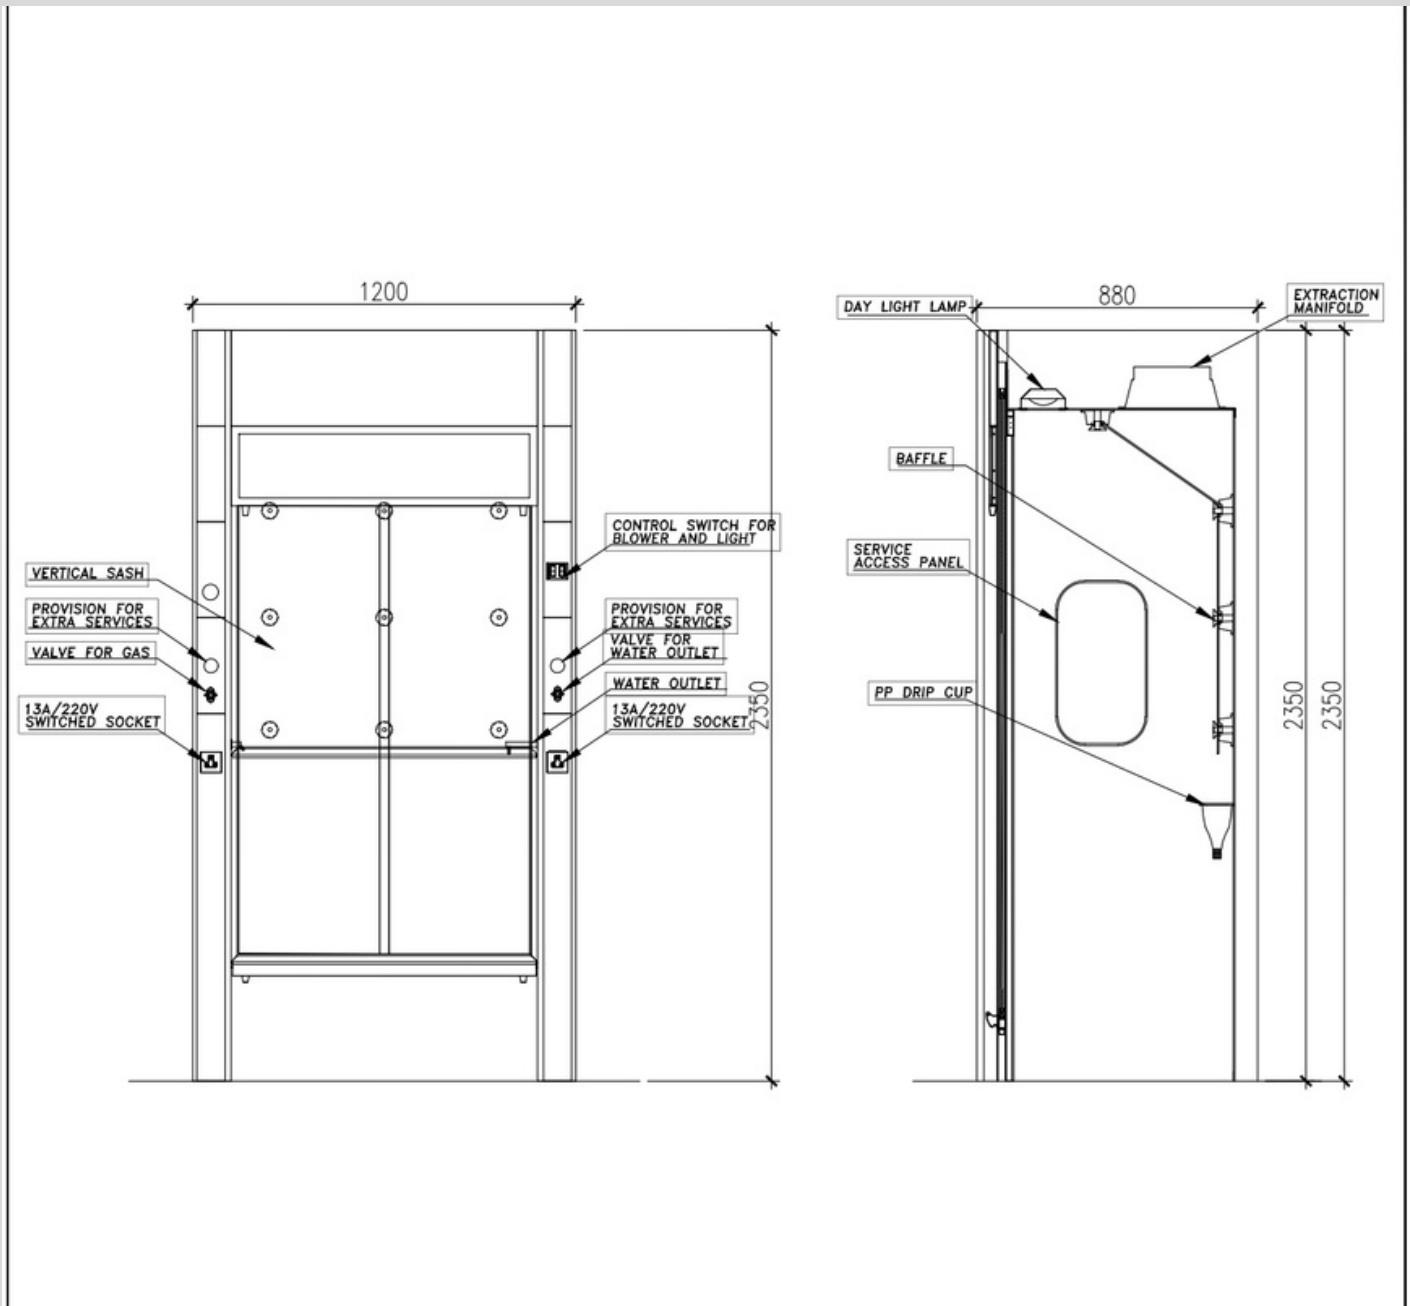 1200
880
DAY LIGHT LAMP
EXTRACTION
MANIFOLD
BAFFLE
CONTROL SWITCH FOR
BLOWER AND LIGHT
VERTICAL SASH
SERVICE
ACCESS PANEL
PROVISION FOR
EXTRA SERVICES
PROVISION FOR
EXTRA SERVICES
VALVE FOR GAS
VALVE FOR
WATER OUTLET
WATER OUTLET
PP DRIP CUP
13A/220V
SWITCHED SOCKET
13A/220V
SWITCHED SOCKET
2350
2350
2350